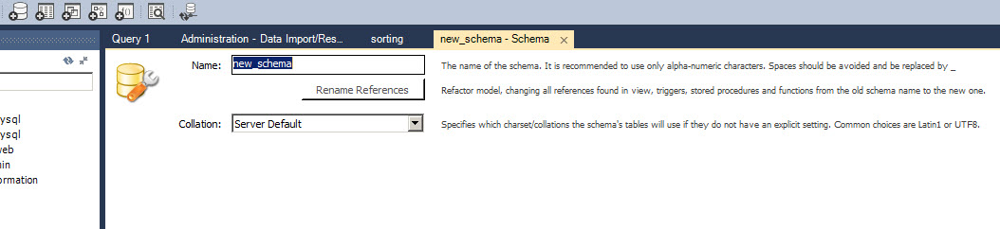 Query 1
Administration - Data Import/Res...
sorting
new_schema - Schema
Name:
new_schema
The name of the schema. It is recommended to use only alpha-numeric characters. Spaces should be avoided and be replaced by _
Rename References
Refactor model, changing all references found in view, triggers, stored procedures and functions from the old schema name to the new one.
Collation:
Server Default
Specifies which charset/collations the schema's tables will use if they do not have an explicit setting. Common choices are Latin1 or UTF8.
ysql
ysql
web
in
ormation